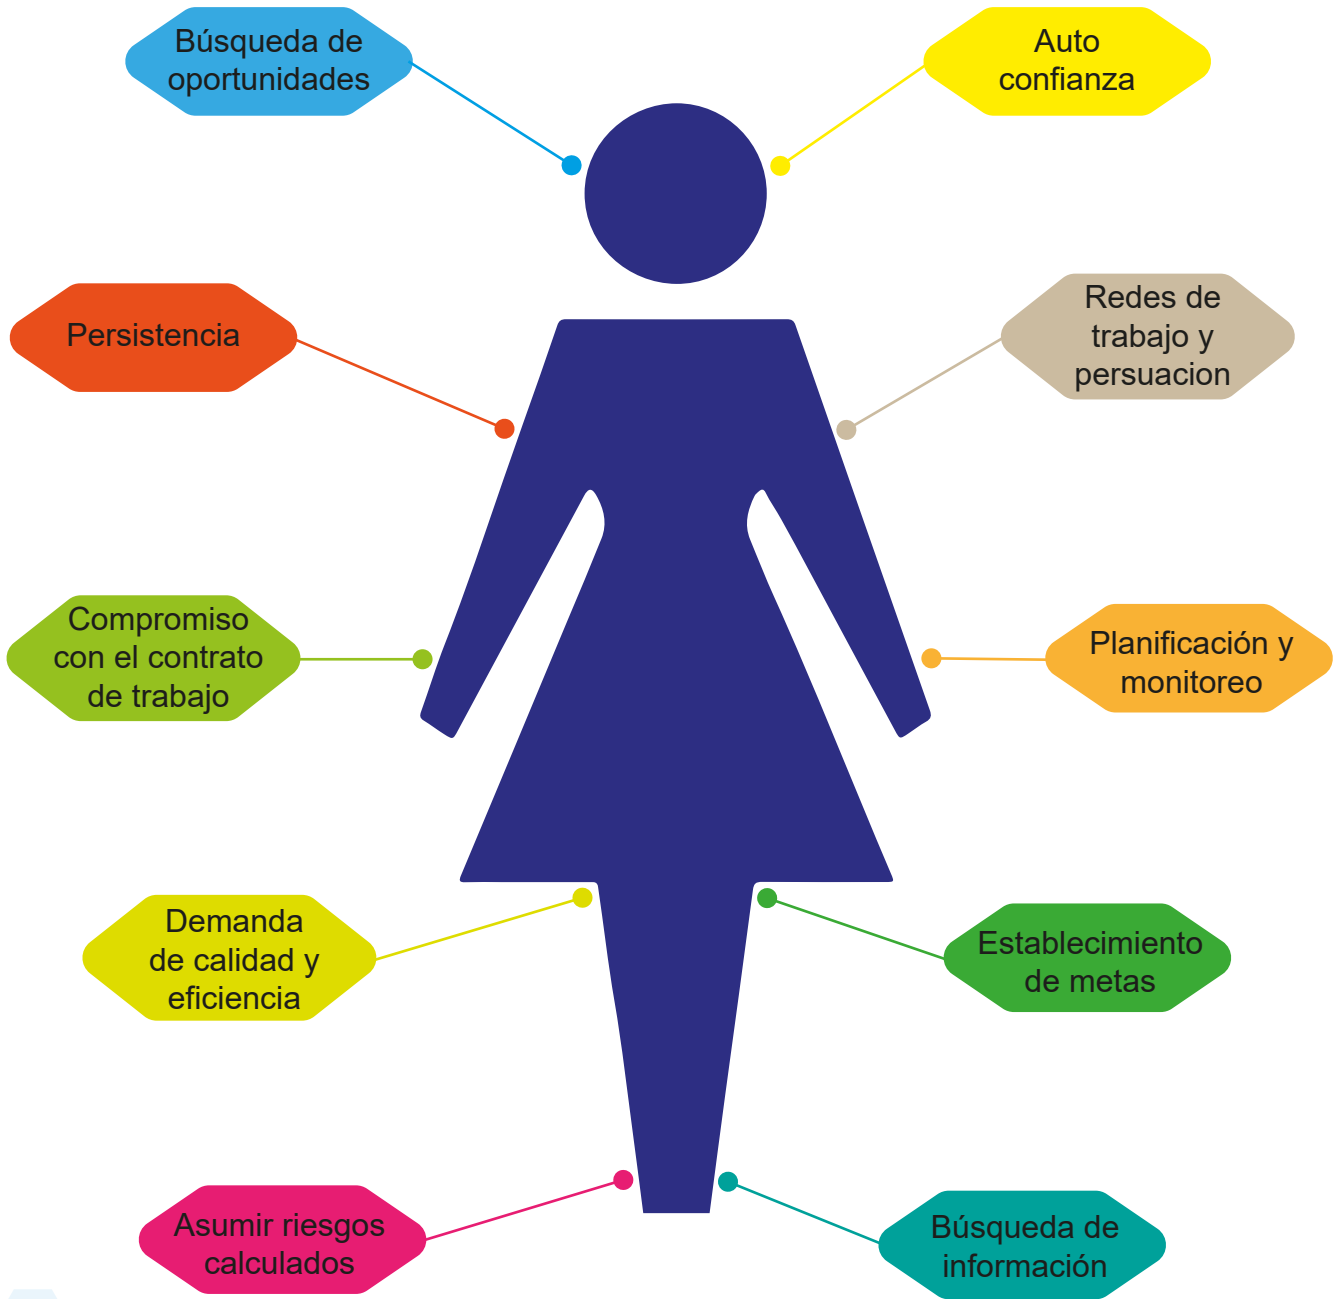 Búsqueda de
oportunidades
Auto
confianza
Persistencia
Redes de
trabajo y
persuacion
Compromiso
con el contrato
de trabajo
Planificación y
monitoreo
Demanda
de calidad y
eficiencia
Establecimiento
de metas
Asumir riesgos
calculados
Búsqueda de
información